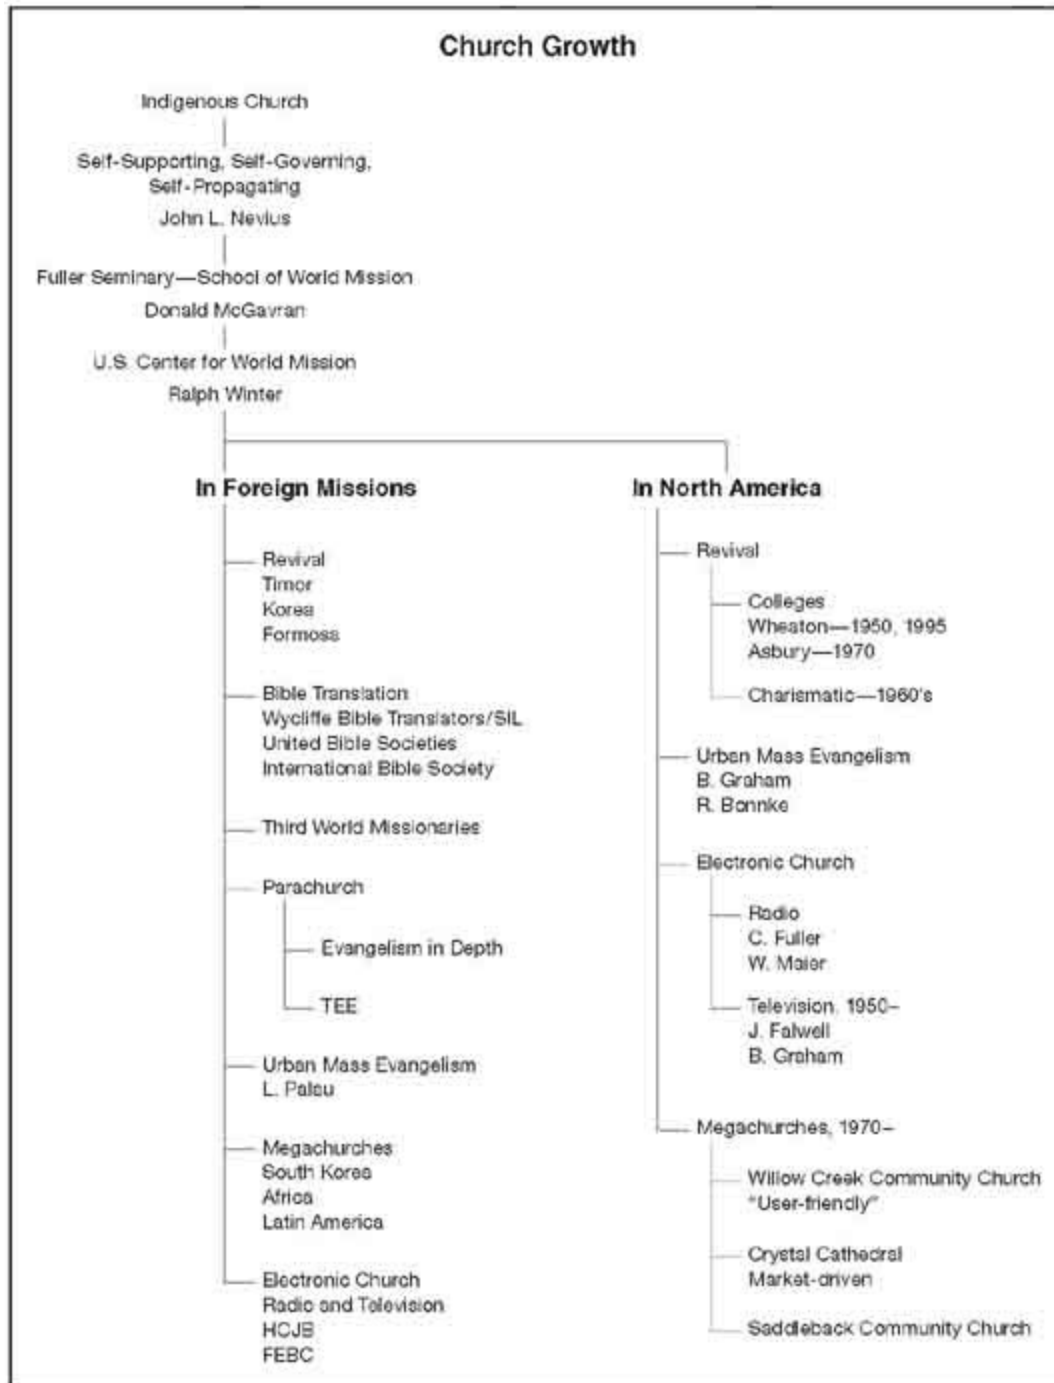 Church Growth
Indigenous Church
Self-Supporting, Self-Governing,
Self-Propagating
John L. Nevius
Fuller Seminary—School of World Mission
Donald McGavran
U.S. Center for World Mission
Ralph Winter
In Foreign Missions
Revival
Timor
Korea
Formosa
Bible Translation
Wycliffe Bible Translators/SIL
United Bible Societies
International Bible Society
Third World Missionaries
Parachurch
Evangelism in Depth
TEE
Urban Mass Evangelism
L. Palau
Megachurches
South Korea
Africa
Latin America
Electronic Church
Radio and Television
HCJB
FEBC
In North America
Revival
Colleges
Wheaton—1950, 1995
Asbury—1970
Charismatic—1960's
Urban Mass Evangelism
B. Graham
R. Bonnke
Electronic Church
Radio
C. Fuller
W. Maier
Television, 1950–
J. Falwell
B. Graham
Megachurches, 1970–
Willow Creek Community Church
"User-friendly"
Crystal Cathedral
Market-driven
Saddleback Community Church